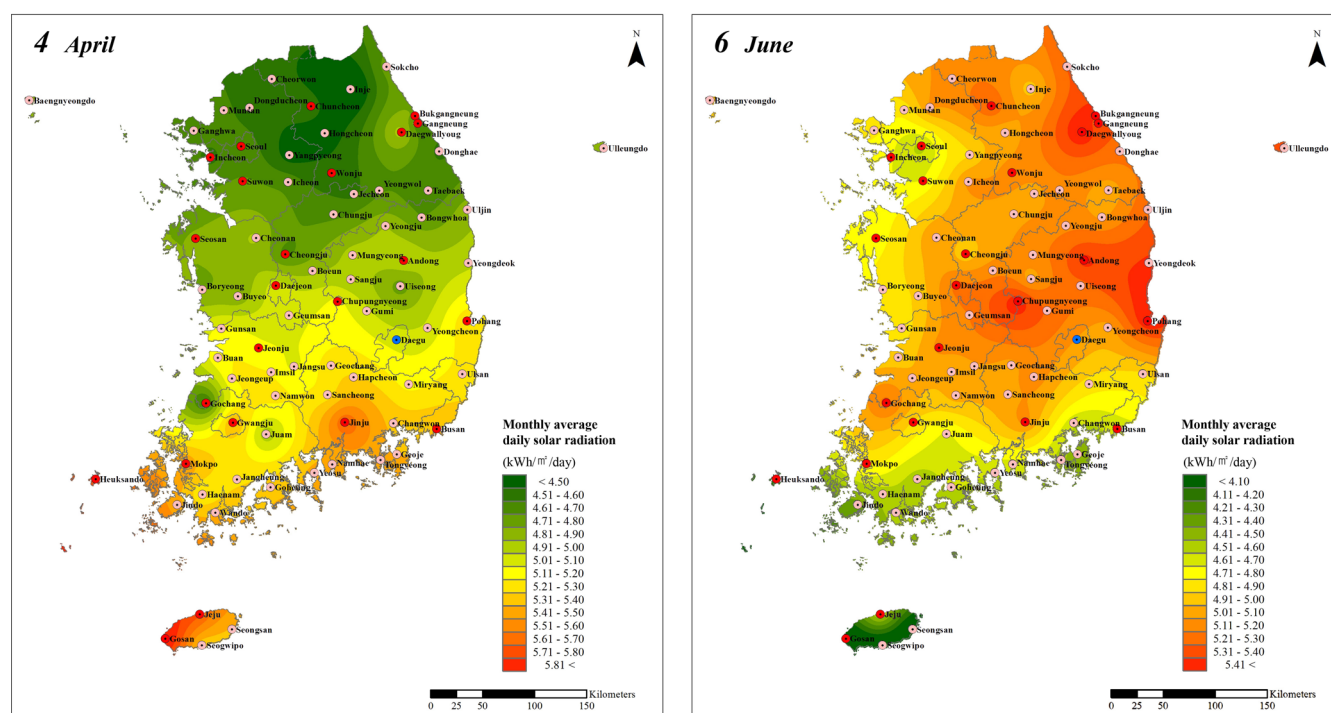 4 April
N
Sokcho
Cheorwon
Inje
Baengnyeongdo
Dongducheon
Chuncheon
Munsan
Bukgangneung
Gangneung
Ganghwa
Hongcheon
Daegwallyoung
Seoul
Ulleungdo
Donghae
Incheon
Yangpyeong
Wonju
Suwon
Icheon
Yeongwol
Taeback
Jecheon
Uljin
Chungju
Bongwhoa
Yeongju
Seosan
Cheonan
Cheongju
Mungyeong
Andong
Yeongdeok
Boeun
Sangju
Boryeong
Daejeon
Uiseong
Buyeo
Chupungnyeong
Gumi
Geumsan
Pohang
Gunsan
Yeongcheon
Daegu
Jeonju
Buan
Jangsu
Geochang
Imsil
Jeongeup
Hapcheon
Ulsan
Miryang
Namwon
Sancheong
Gochang
Gwangju
Jinju
Changwon
Busan
Juam
Geoje
Tongyeong
Mokpo
Namhae
Yeosu
Heuksando
Jangheung
Goheung
Haenam
Jindo
Wando
Jeju
Seongsan
Gosan
Seogwipo
Monthly average
daily solar radiation
(kWh/㎡/day)
< 4.50
4.51 - 4.60
4.61 - 4.70
4.71 - 4.80
4.81 - 4.90
4.91 - 5.00
5.01 - 5.10
5.11 - 5.20
5.21 - 5.30
5.31 - 5.40
5.41 - 5.50
5.51 - 5.60
5.61 - 5.70
5.71 - 5.80
5.81 <
Kilometers
0 25 50 100 150
6 June
N
Sokcho
Cheorwon
Inje
Baengnyeongdo
Dongducheon
Chuncheon
Munsan
Bukgangneung
Gangneung
Ganghwa
Hongcheon
Daegwallyoung
Seoul
Ulleungdo
Donghae
Incheon
Yangpyeong
Wonju
Suwon
Icheon
Yeongwol
Taeback
Jecheon
Uljin
Chungju
Bongwhoa
Yeongju
Seosan
Cheonan
Cheongju
Mungyeong
Andong
Yeongdeok
Boeun
Sangju
Boryeong
Daejeon
Uiseong
Buyeo
Chupungnyeong
Gumi
Geumsan
Pohang
Gunsan
Yeongcheon
Daegu
Jeonju
Buan
Jangsu
Geochang
Imsil
Jeongeup
Hapcheon
Ulsan
Miryang
Namwon
Sancheong
Gochang
Gwangju
Jinju
Changwon
Busan
Juam
Geoje
Tongyeong
Mokpo
Namhae
Yeosu
Heuksando
Jangheung
Goheung
Haenam
Jindo
Wando
Jeju
Seongsan
Gosan
Seogwipo
Monthly average
daily solar radiation
(kWh/㎡/day)
< 4.10
4.11 - 4.20
4.21 - 4.30
4.31 - 4.40
4.41 - 4.50
4.51 - 4.60
4.61 - 4.70
4.71 - 4.80
4.81 - 4.90
4.91 - 5.00
5.01 - 5.10
5.11 - 5.20
5.21 - 5.30
5.31 - 5.40
5.41 <
Kilometers
0 25 50 100 150